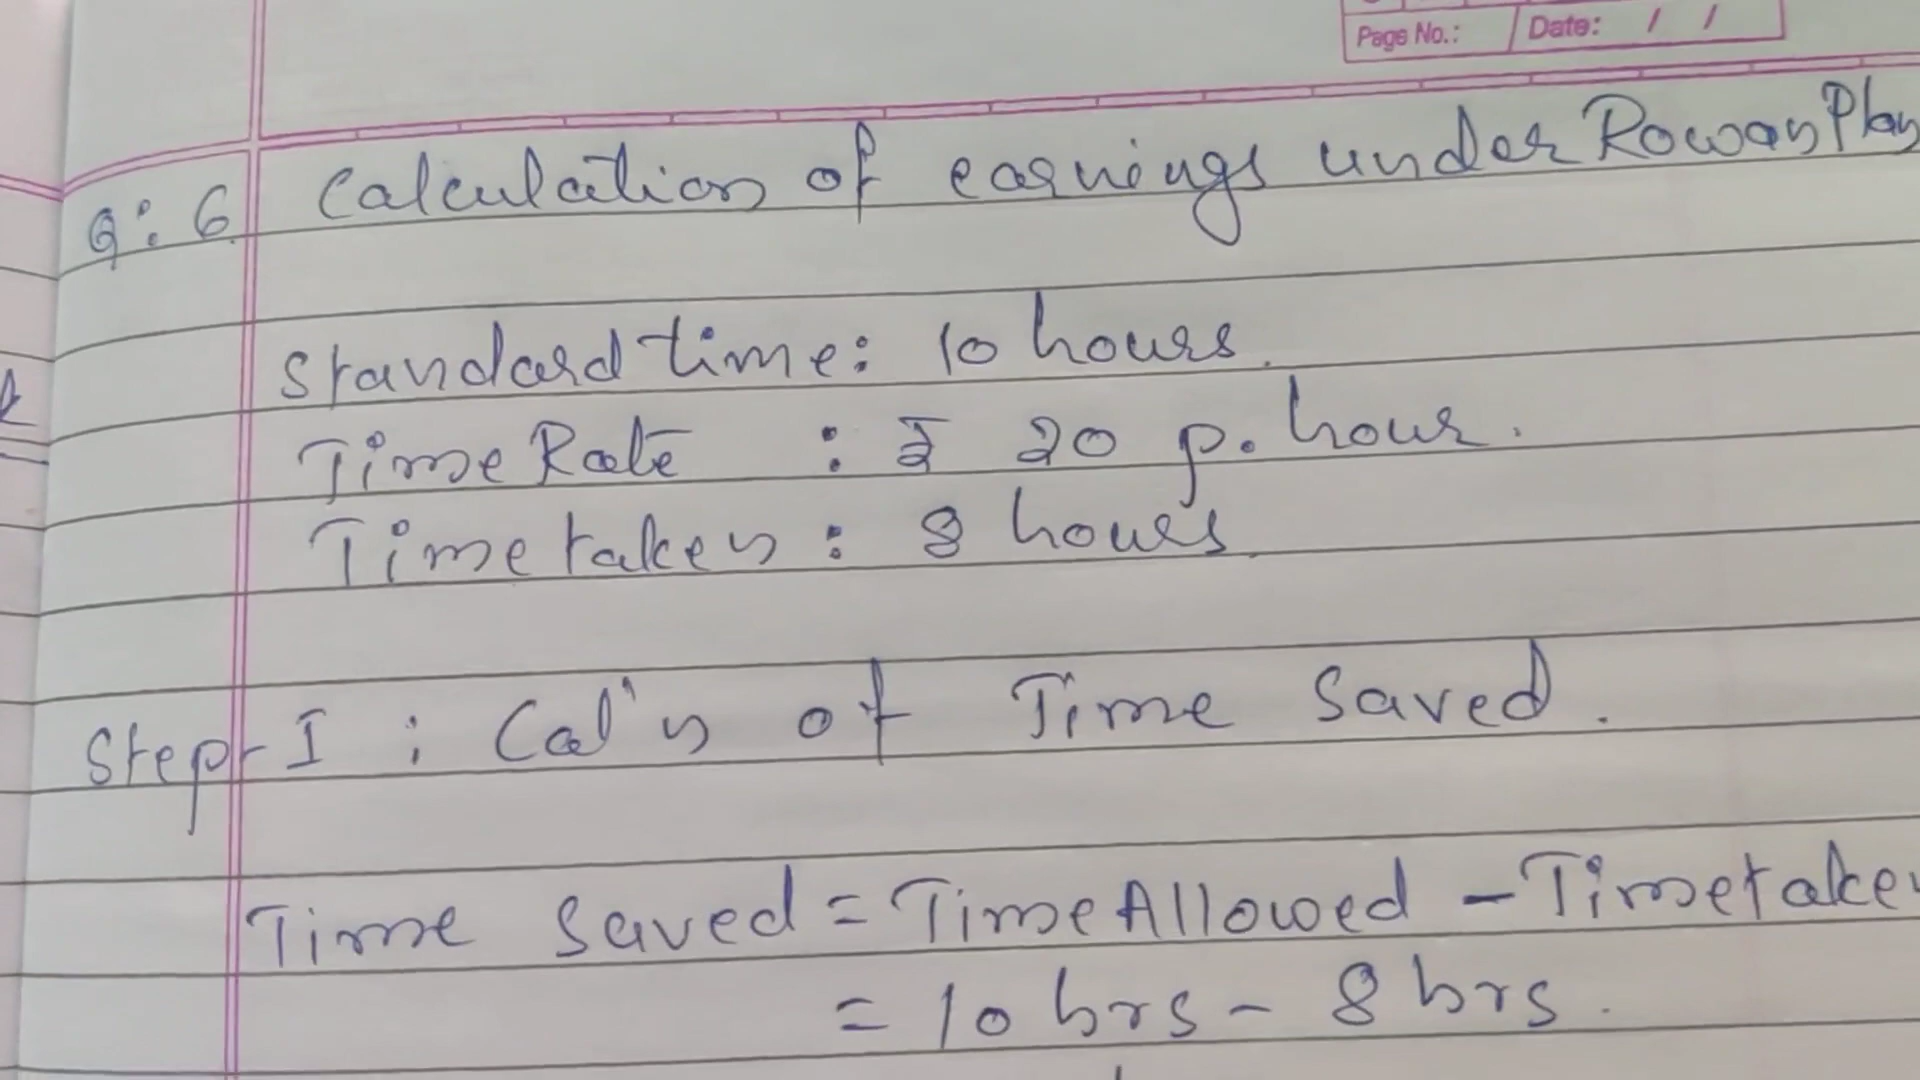 Page No.: Date: / /
Q: 6 Calculation of earnings under Rowan Plan
Standard time: 10 hours.
Time Rate : ₹ 20 p. hour.
Time taken : 8 hours
Step I : Cal'n of Time Saved.
Time Saved = Time Allowed - Time taken
= 10 hrs - 8 hrs.